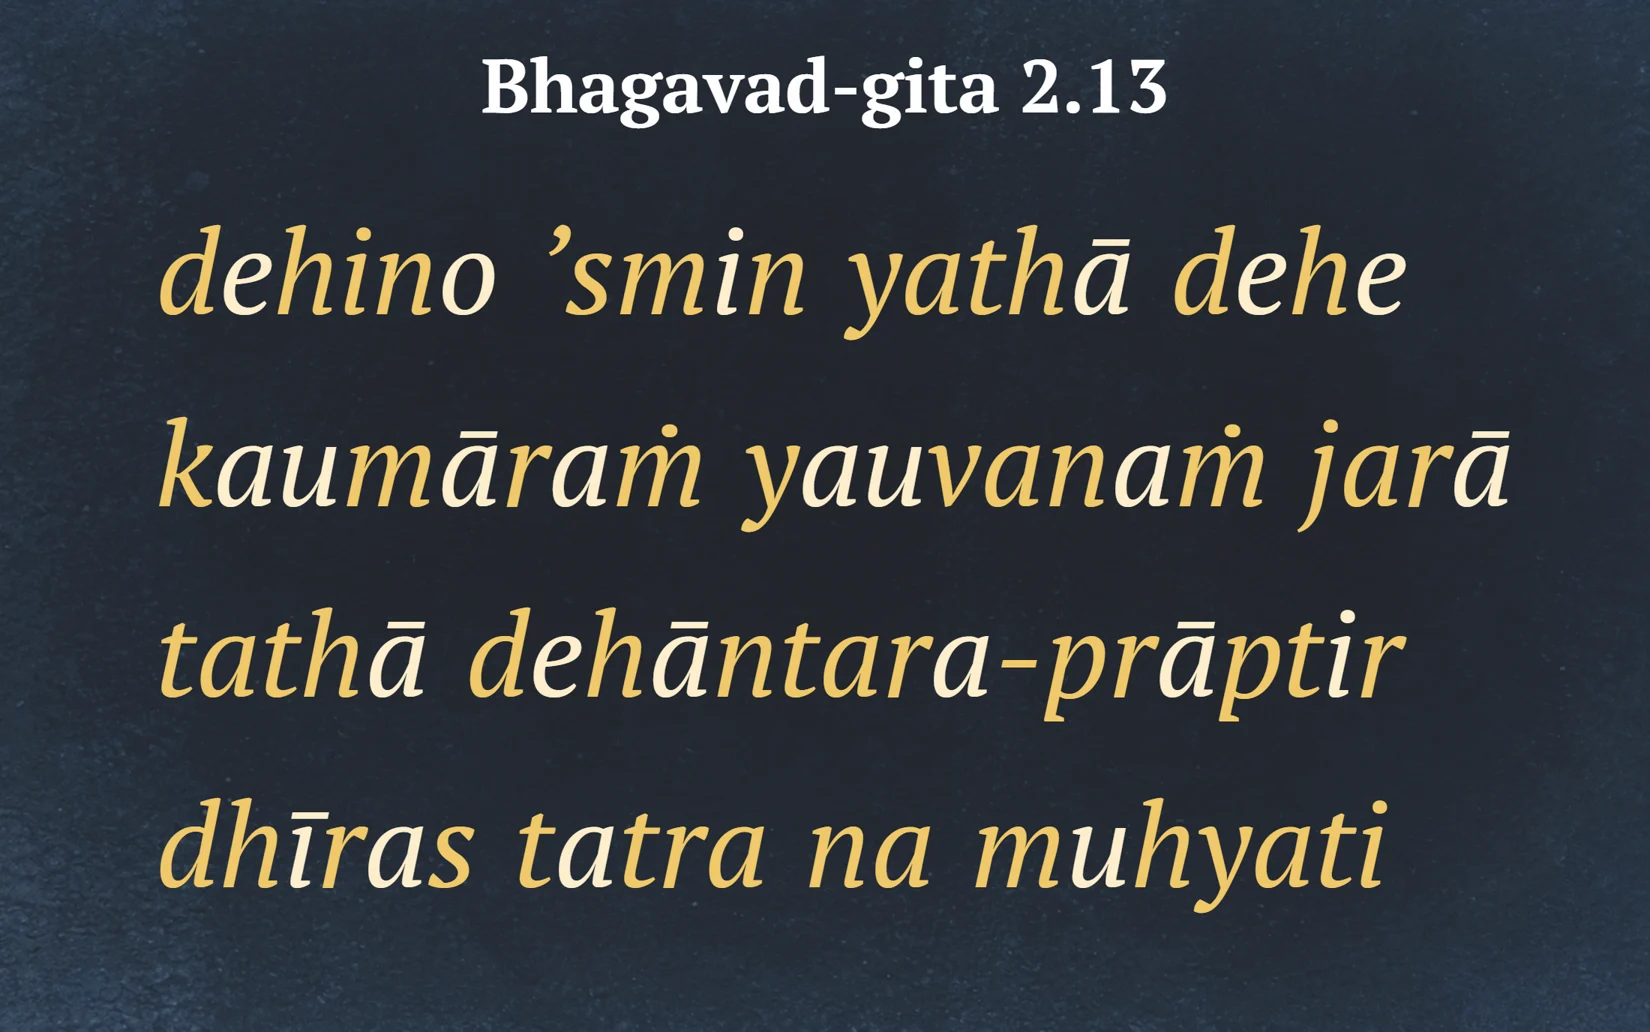 Bhagavad-gita 2.13
dehino ’smin yathā dehe
kaumāraṁ yauvanaṁ jarā
tathā dehāntara-prāptir
dhīras tatra na muhyati